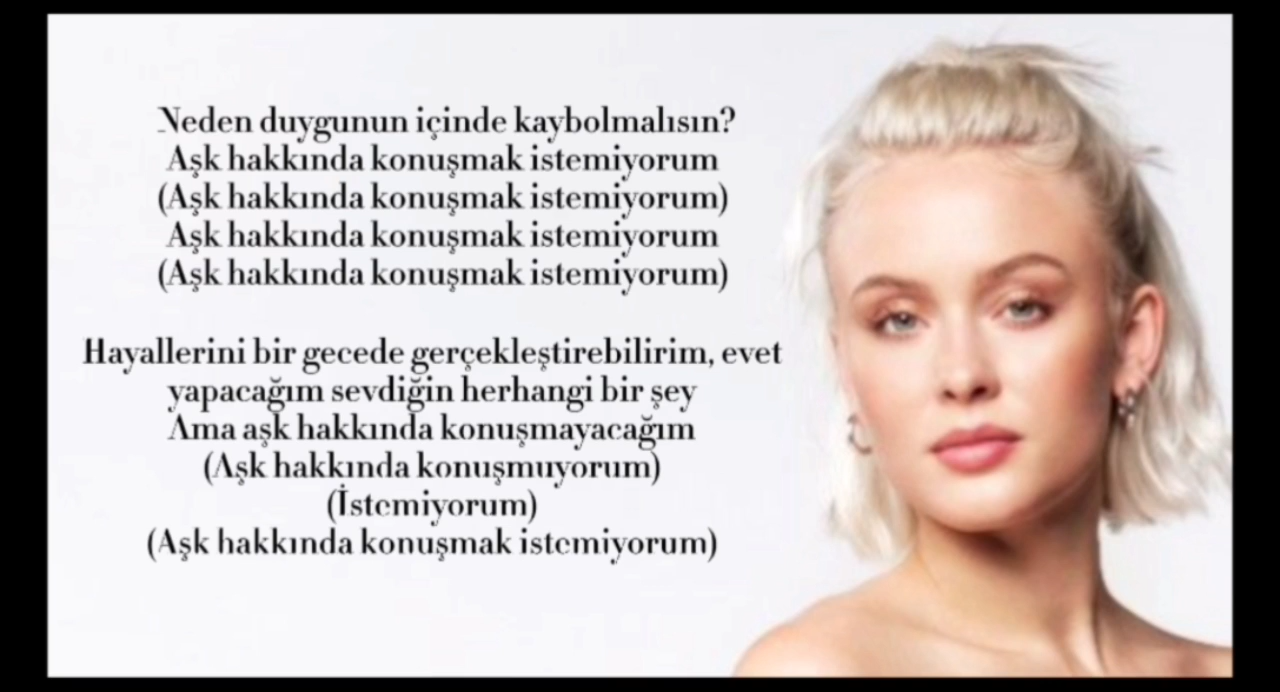 Neden duygunun içinde kaybolmalısın?
Aşk hakkında konuşmak istemiyorum
(Aşk hakkında konuşmak istemiyorum)
Aşk hakkında konuşmak istemiyorum
(Aşk hakkında konuşmak istemiyorum)
Hayallerini bir gecede gerçekleştirebilirim, evet
yapacağım sevdiğin herhangi bir şey
Ama aşk hakkında konuşmayacağım
(Aşk hakkında konuşmuyorum)
(İstemiyorum)
(Aşk hakkında konuşmak istemiyorum)